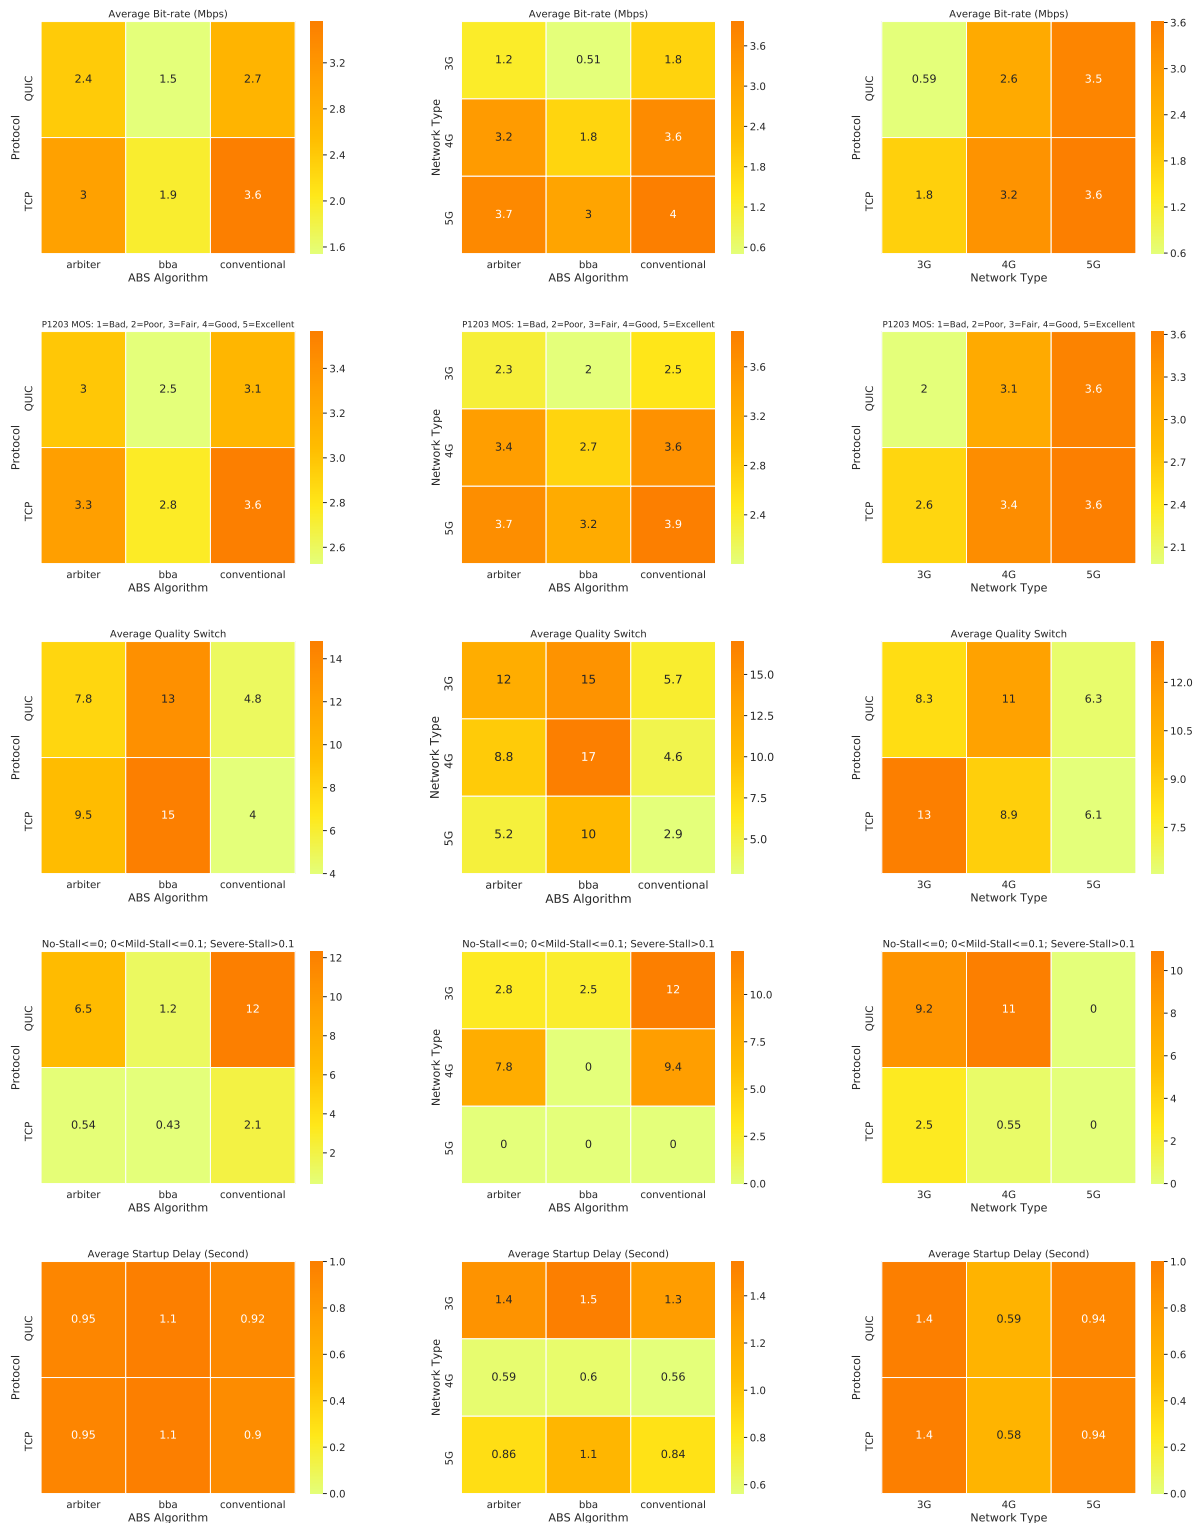 Average Bit-rate (Mbps)
QUIC
TCP
Protocol
2.4 1.5 2.7
3 1.9 3.6
arbiter bba conventional
ABS Algorithm
3.2
2.8
2.4
2.0
1.6
Average Bit-rate (Mbps)
3G
4G
5G
Network Type
1.2 0.51 1.8
3.2 1.8 3.6
3.7 3 4
arbiter bba conventional
ABS Algorithm
3.6
3.0
2.4
1.8
1.2
0.6
Average Bit-rate (Mbps)
QUIC
TCP
Protocol
0.59 2.6 3.5
1.8 3.2 3.6
3G 4G 5G
Network Type
3.6
3.0
2.4
1.8
1.2
0.6
P1203 MOS: 1=Bad, 2=Poor, 3=Fair, 4=Good, 5=Excellent
QUIC
TCP
Protocol
3 2.5 3.1
3.3 2.8 3.6
arbiter bba conventional
ABS Algorithm
3.4
3.2
3.0
2.8
2.6
P1203 MOS: 1=Bad, 2=Poor, 3=Fair, 4=Good, 5=Excellent
3G
4G
5G
Network Type
2.3 2 2.5
3.4 2.7 3.6
3.7 3.2 3.9
arbiter bba conventional
ABS Algorithm
3.6
3.2
2.8
2.4
P1203 MOS: 1=Bad, 2=Poor, 3=Fair, 4=Good, 5=Excellent
QUIC
TCP
Protocol
2 3.1 3.6
2.6 3.4 3.6
3G 4G 5G
Network Type
3.6
3.3
3.0
2.7
2.4
2.1
Average Quality Switch
QUIC
TCP
Protocol
7.8 13 4.8
9.5 15 4
arbiter bba conventional
ABS Algorithm
14
12
10
8
6
4
Average Quality Switch
3G
4G
5G
Network Type
12 15 5.7
8.8 17 4.6
5.2 10 2.9
arbiter bba conventional
ABS Algorithm
15.0
12.5
10.0
7.5
5.0
Average Quality Switch
QUIC
TCP
Protocol
8.3 11 6.3
13 8.9 6.1
3G 4G 5G
Network Type
12.0
10.5
9.0
7.5
No-Stall<=0; 0<Mild-Stall<=0.1; Severe-Stall>0.1
QUIC
TCP
Protocol
6.5 1.2 12
0.54 0.43 2.1
arbiter bba conventional
ABS Algorithm
12
10
8
6
4
2
No-Stall<=0; 0<Mild-Stall<=0.1; Severe-Stall>0.1
3G
4G
5G
Network Type
2.8 2.5 12
7.8 0 9.4
0 0 0
arbiter bba conventional
ABS Algorithm
10.0
7.5
5.0
2.5
0.0
No-Stall<=0; 0<Mild-Stall<=0.1; Severe-Stall>0.1
QUIC
TCP
Protocol
9.2 11 0
2.5 0.55 0
3G 4G 5G
Network Type
10
8
6
4
2
0
Average Startup Delay (Second)
QUIC
TCP
Protocol
0.95 1.1 0.92
0.95 1.1 0.9
arbiter bba conventional
ABS Algorithm
1.0
0.8
0.6
0.4
0.2
0.0
Average Startup Delay (Second)
3G
4G
5G
Network Type
1.4 1.5 1.3
0.59 0.6 0.56
0.86 1.1 0.84
arbiter bba conventional
ABS Algorithm
1.4
1.2
1.0
0.8
0.6
Average Startup Delay (Second)
QUIC
TCP
Protocol
1.4 0.59 0.94
1.4 0.58 0.94
3G 4G 5G
Network Type
1.0
0.8
0.6
0.4
0.2
0.0